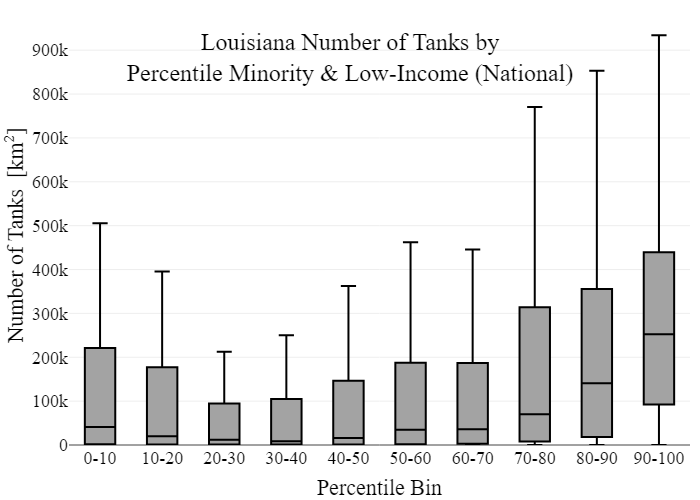 Louisiana Number of Tanks by
Percentile Minority & Low-Income (National)
Number of Tanks [km²]
900k
800k
700k
600k
500k
400k
300k
200k
100k
0
0-10 10-20 20-30 30-40 40-50 50-60 60-70 70-80 80-90 90-100
Percentile Bin